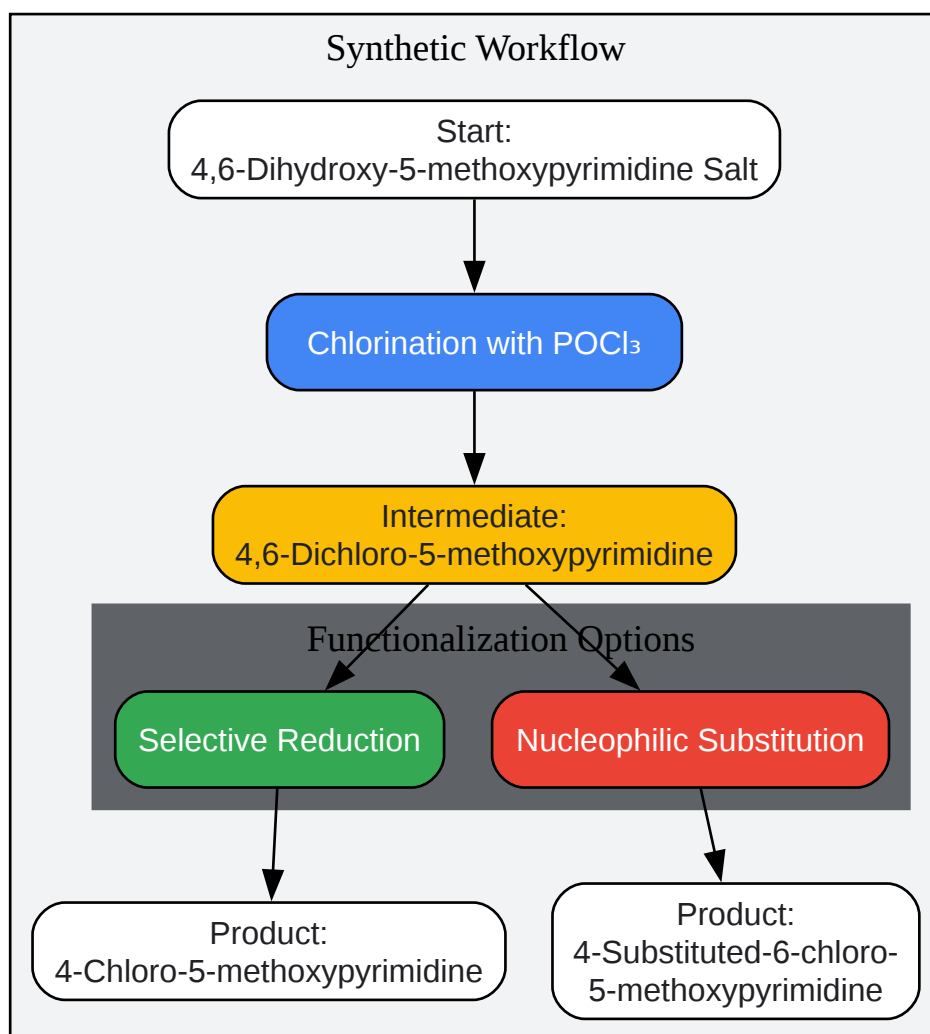 Synthetic Workflow
Start:
4,6-Dihydroxy-5-methoxypyrimidine Salt
Chlorination with POCl₃
Intermediate:
4,6-Dichloro-5-methoxypyrimidine
Functionalization Options
Selective Reduction
Nucleophilic Substitution
Product:
4-Chloro-5-methoxypyrimidine
Product:
4-Substituted-6-chloro-
5-methoxypyrimidine